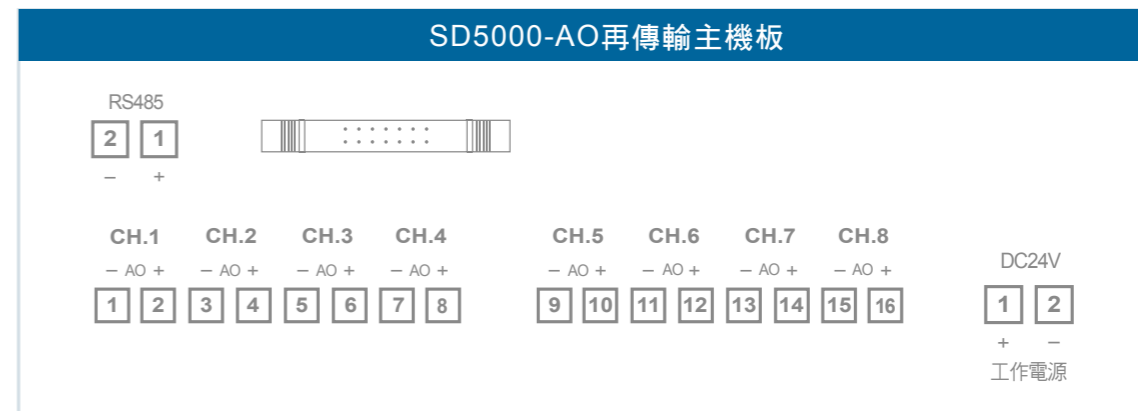 SD5000-AO再傳輸主機板
RS485
2 1
– +
CH.1 CH.2 CH.3 CH.4 CH.5 CH.6 CH.7 CH.8
– AO + – AO + – AO + – AO + – AO + – AO + – AO + – AO +
1 2 3 4 5 6 7 8 9 10 11 12 13 14 15 16
DC24V
1 2
+ –
工作電源